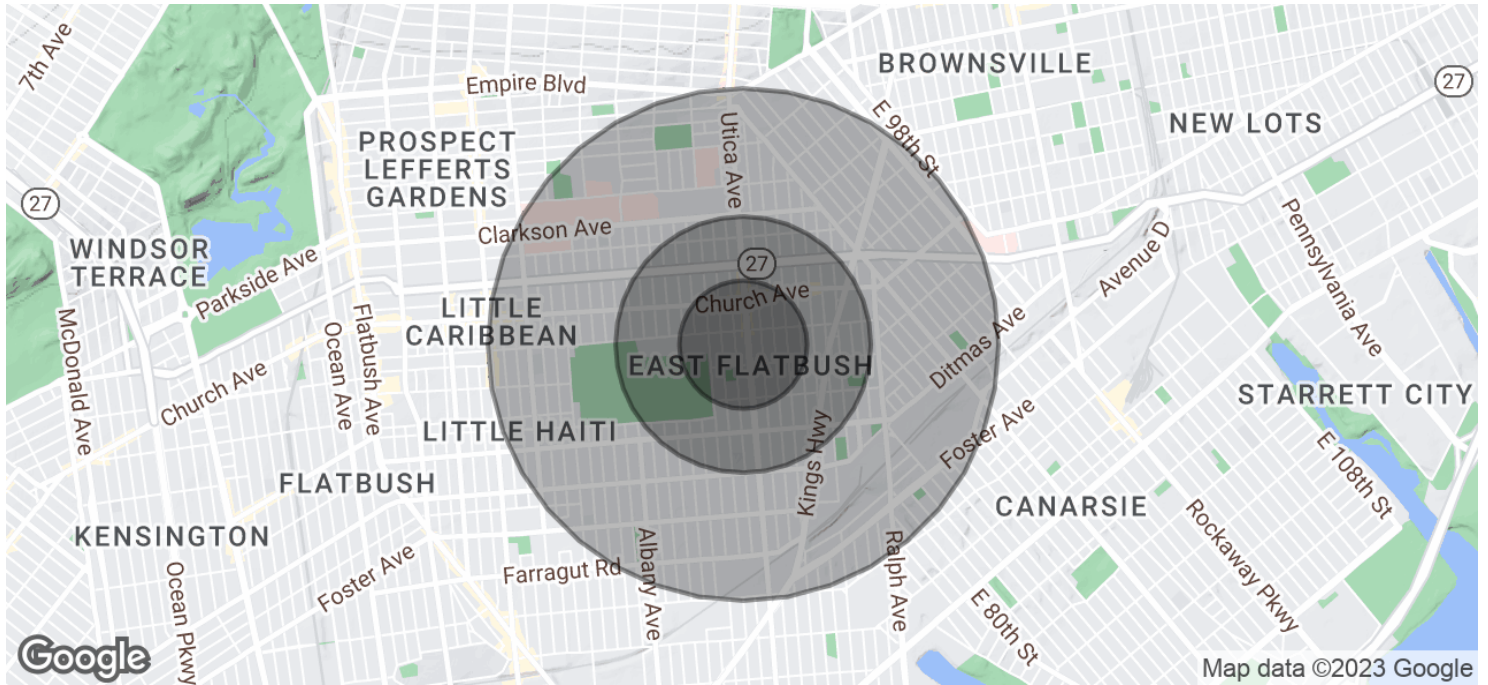 7th Ave
Empire Blvd
BROWNSVILLE
27
Utica Ave
E 98th St
NEW LOTS
PROSPECT
LEFFERTS
GARDENS
27
Clarkson Ave
WINDSOR
TERRACE
Parkside Ave
27
Pennsylvania Ave
Avenue D
Church Ave
LITTLE
CARIBBEAN
McDonald Ave
Ocean Ave
Flatbush Ave
Church Ave
EAST FLATBUSH
Ditmas Ave
STARRETT CITY
LITTLE HAITI
Kings Hwy
Foster Ave
E 108th St
FLATBUSH
CANARSIE
KENSINGTON
Rockaway Pkwy
Ocean Pkwy
Foster Ave
Farragut Rd
Albany Ave
Ralph Ave
E 80th St
Google
Map data ©2023 Google